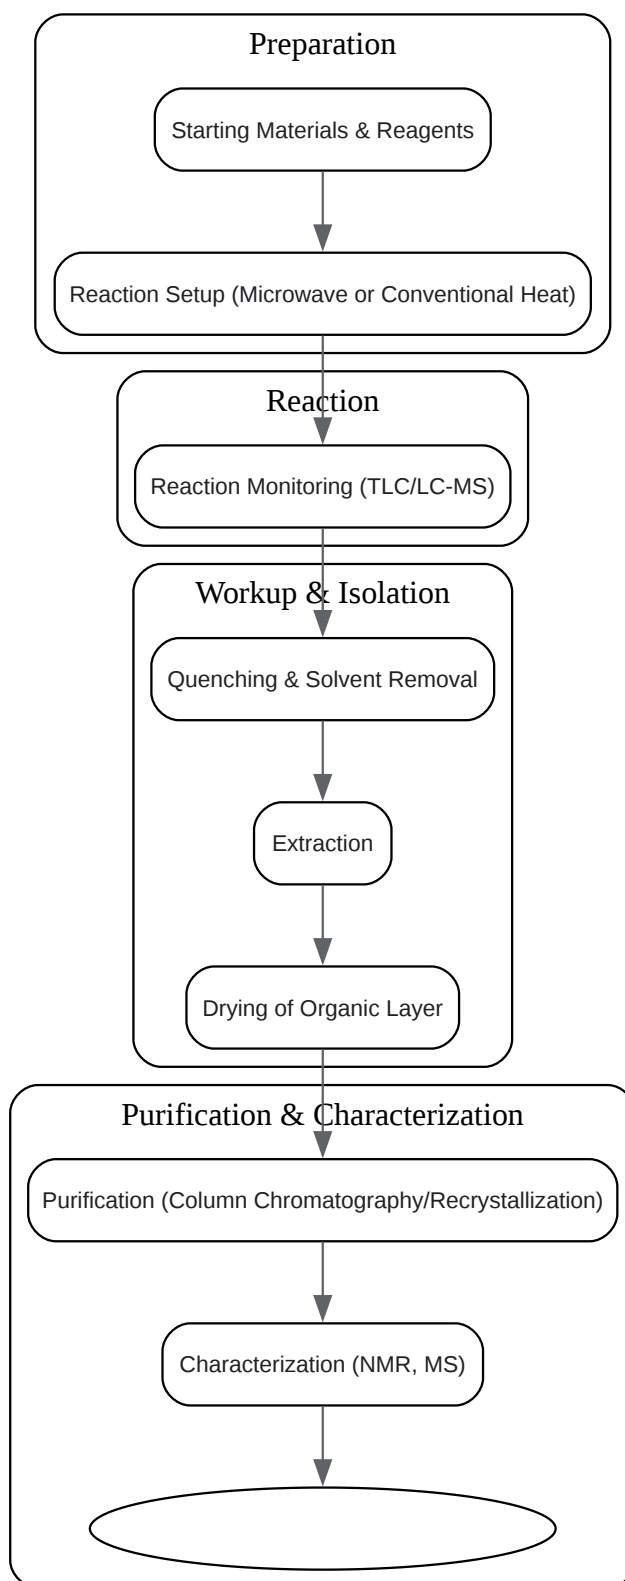 Preparation
Starting Materials & Reagents
Reaction Setup (Microwave or Conventional Heat)
Reaction
Reaction Monitoring (TLC/LC-MS)
Workup & Isolation
Quenching & Solvent Removal
Extraction
Drying of Organic Layer
Purification & Characterization
Purification (Column Chromatography/Recrystallization)
Characterization (NMR, MS)